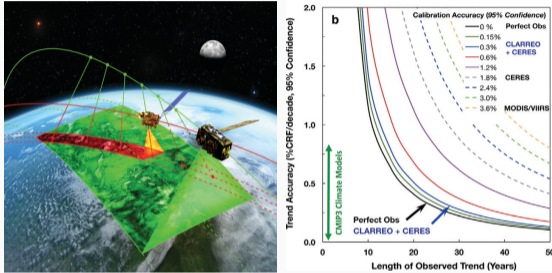 b
Calibration Accuracy (95% Confidence)
0 % Perfect Obs
0.15%
0.3% CLARREO
0.6% + CERES
1.2%
1.8% CERES
2.4%
3.0%
3.6% MODIS/VIIRS
Trend Accuracy (%CRF/decade, 95% Confidence)
2.0
1.5
1.0
0.5
0.0
CMIP3 Climate Models
Perfect Obs
CLARREO + CERES
0 10 20 30 40 50
Length of Observed Trend (Years)